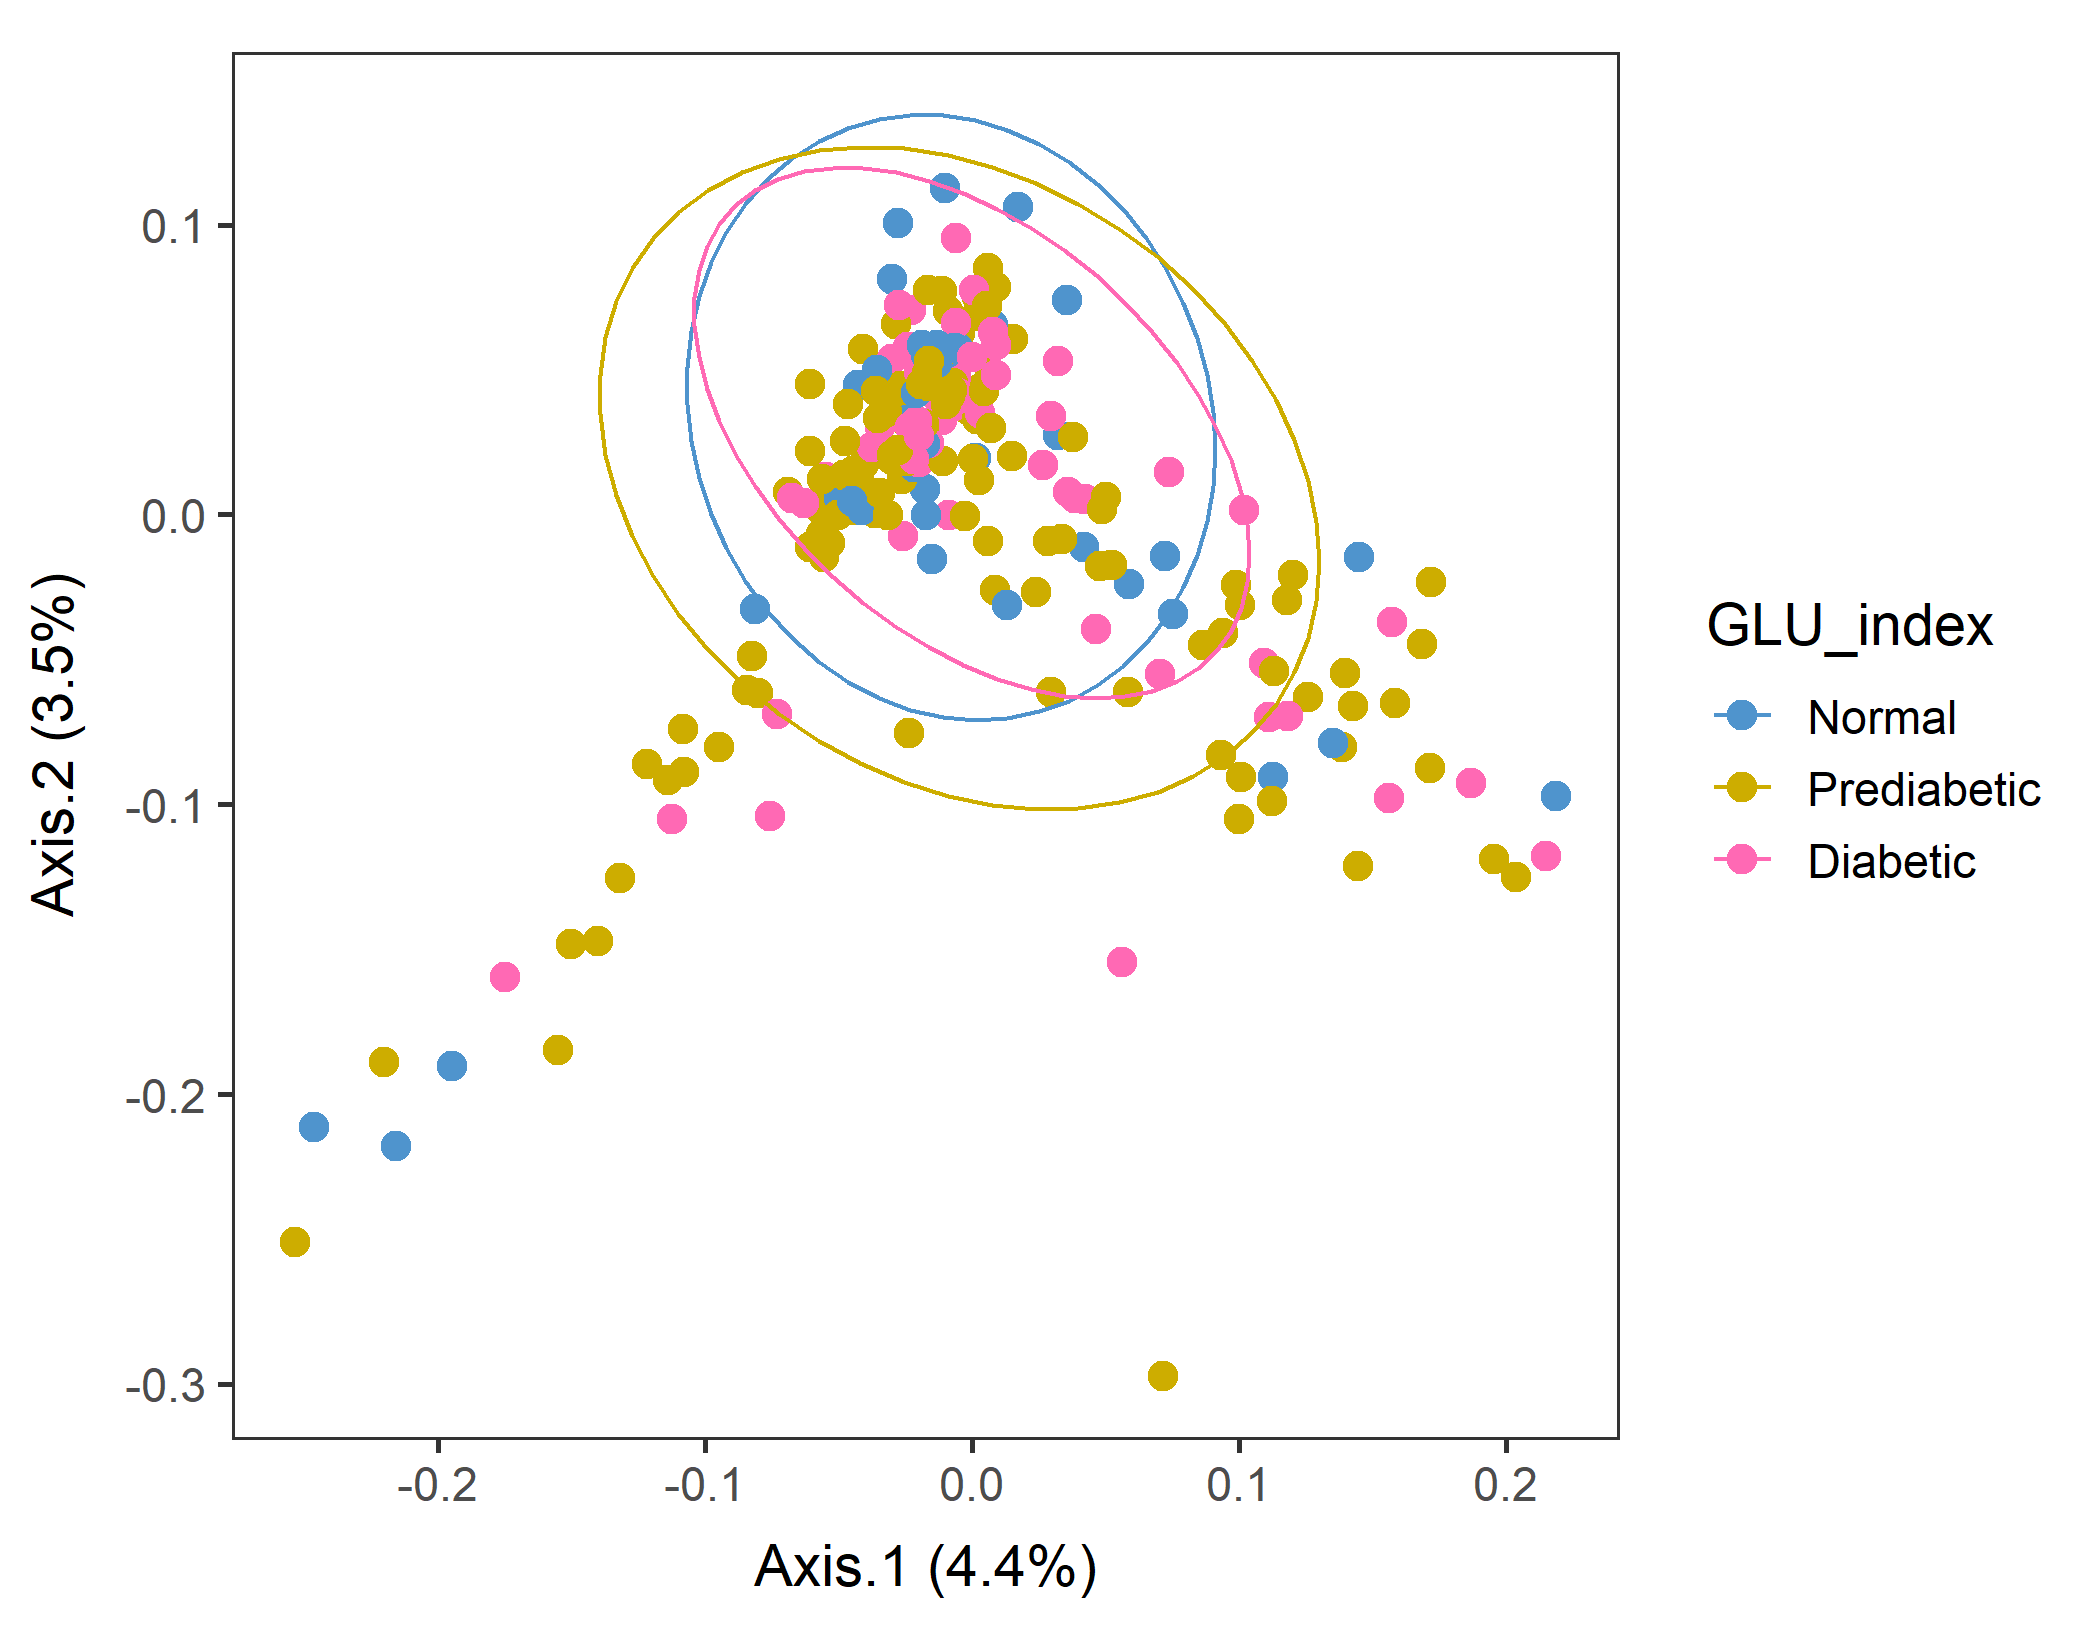 0.1
0.0
-0.1
-0.2
-0.3
Axis.2 (3.5%)
-0.2
-0.1
0.0
0.1
0.2
Axis.1 (4.4%)
GLU_index
Normal
Prediabetic
Diabetic